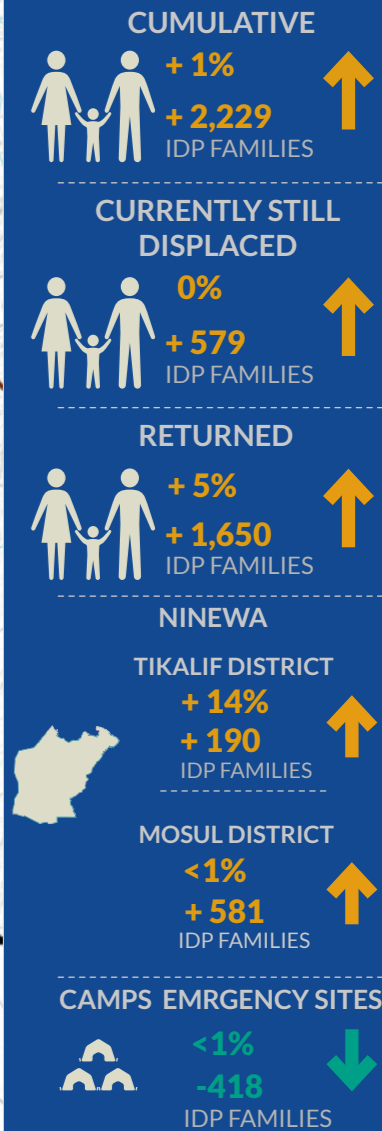 CUMULATIVE
+ 1%
+ 2,229
IDP FAMILIES
CURRENTLY STILL
DISPLACED
0%
+ 579
IDP FAMILIES
RETURNED
+ 5%
+ 1,650
IDP FAMILIES
NINEWA
TIKALIF DISTRICT
+ 14%
+ 190
IDP FAMILIES
MOSUL DISTRICT
<1%
+ 581
IDP FAMILIES
CAMPS EMRGENCY SITES
<1%
-418
IDP FAMILIES